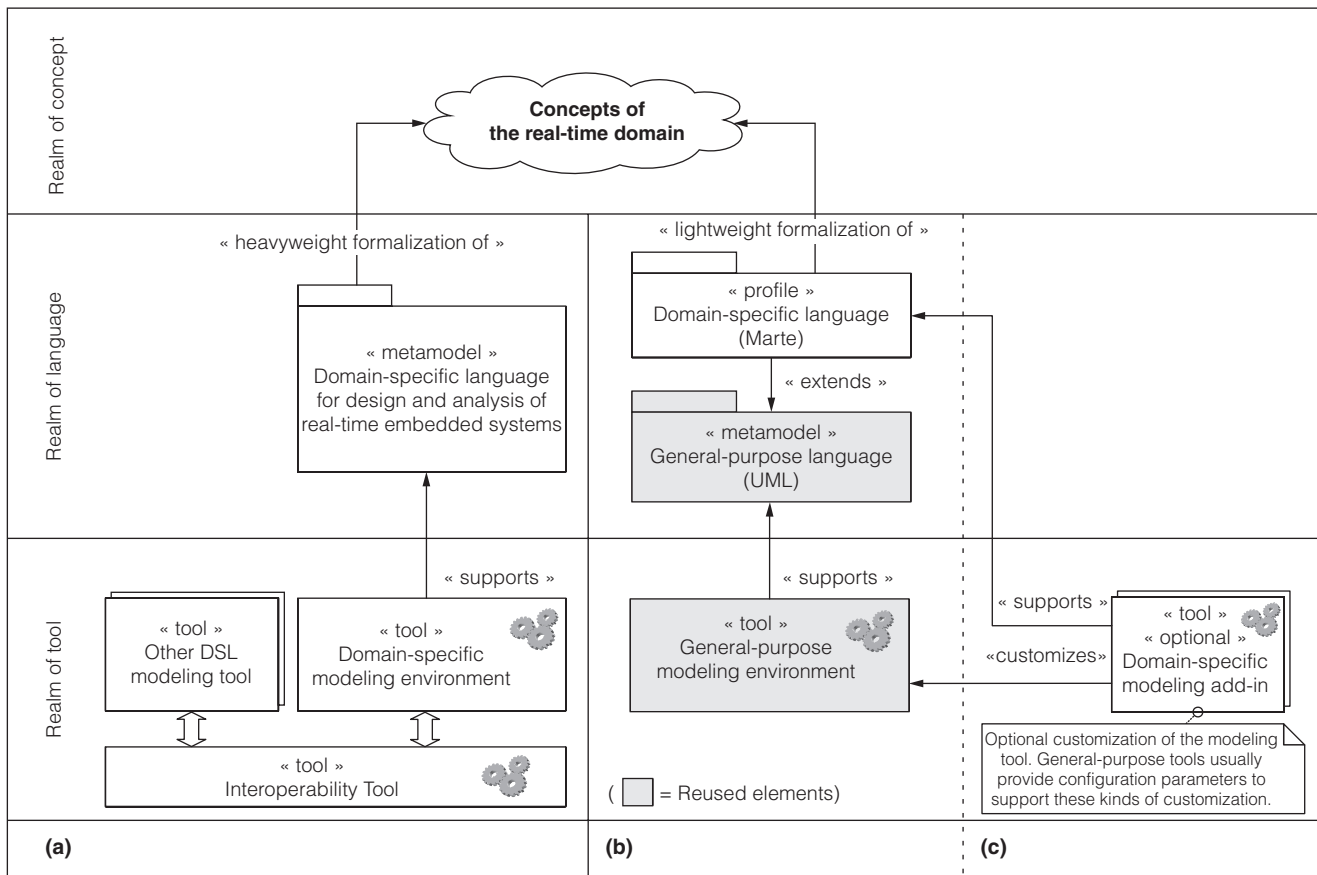 Realm of concept
Concepts of
the real-time domain
Realm of language
« heavyweight formalization of »
« metamodel »
Domain-specific language
for design and analysis of
real-time embedded systems
« lightweight formalization of »
« profile »
Domain-specific language
(Marte)
« extends »
« metamodel »
General-purpose language
(UML)
Realm of tool
« supports »
« tool »
Other DSL
modeling tool
« tool »
Domain-specific
modeling environment
« tool »
Interoperability Tool
« supports »
« tool »
General-purpose
modeling environment
( = Reused elements)
« supports »
«customizes»
« tool »
« optional »
Domain-specific
modeling add-in
Optional customization of the modeling
tool. General-purpose tools usually
provide configuration parameters to
support these kinds of customization.
(a)
(b)
(c)